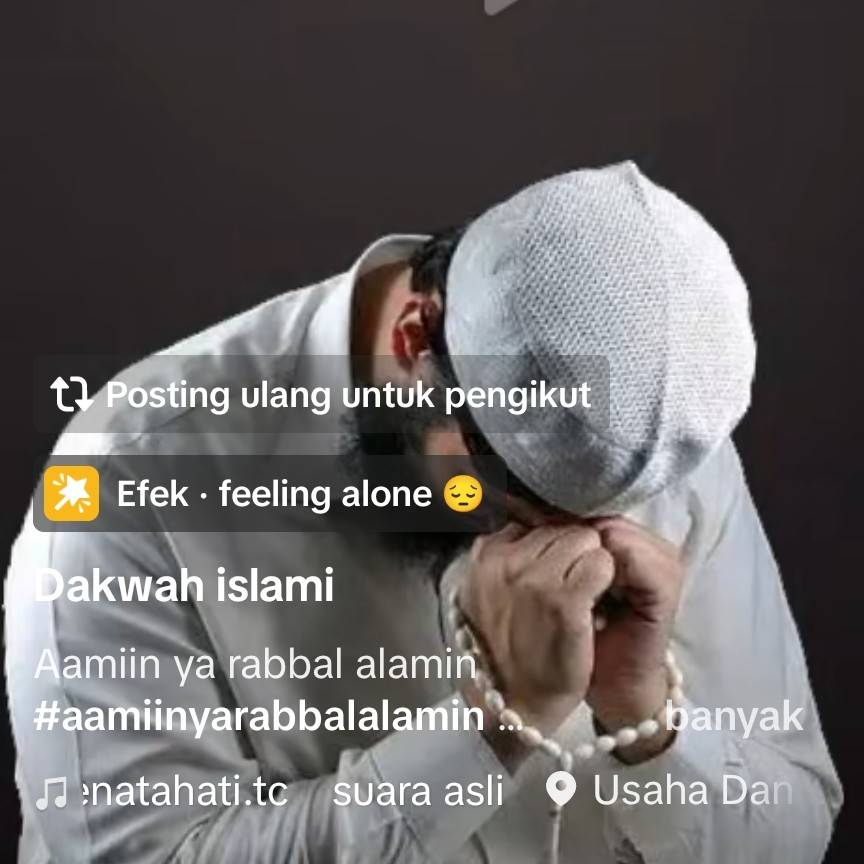 Posting ulang untuk pengikut
Efek · feeling alone 😔
Dakwah islami
Aamiin ya rabbal alamin
#aamiinyarabbalalamin ... banyak
enatahati.tc suara asli Usaha Dan